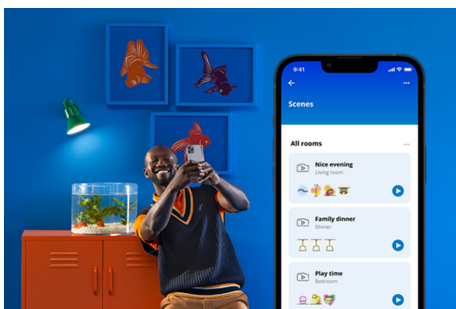 9:41
Scenes
All rooms
Nice evening
Living room
Family dinner
Dinner
Play time
Bedroom